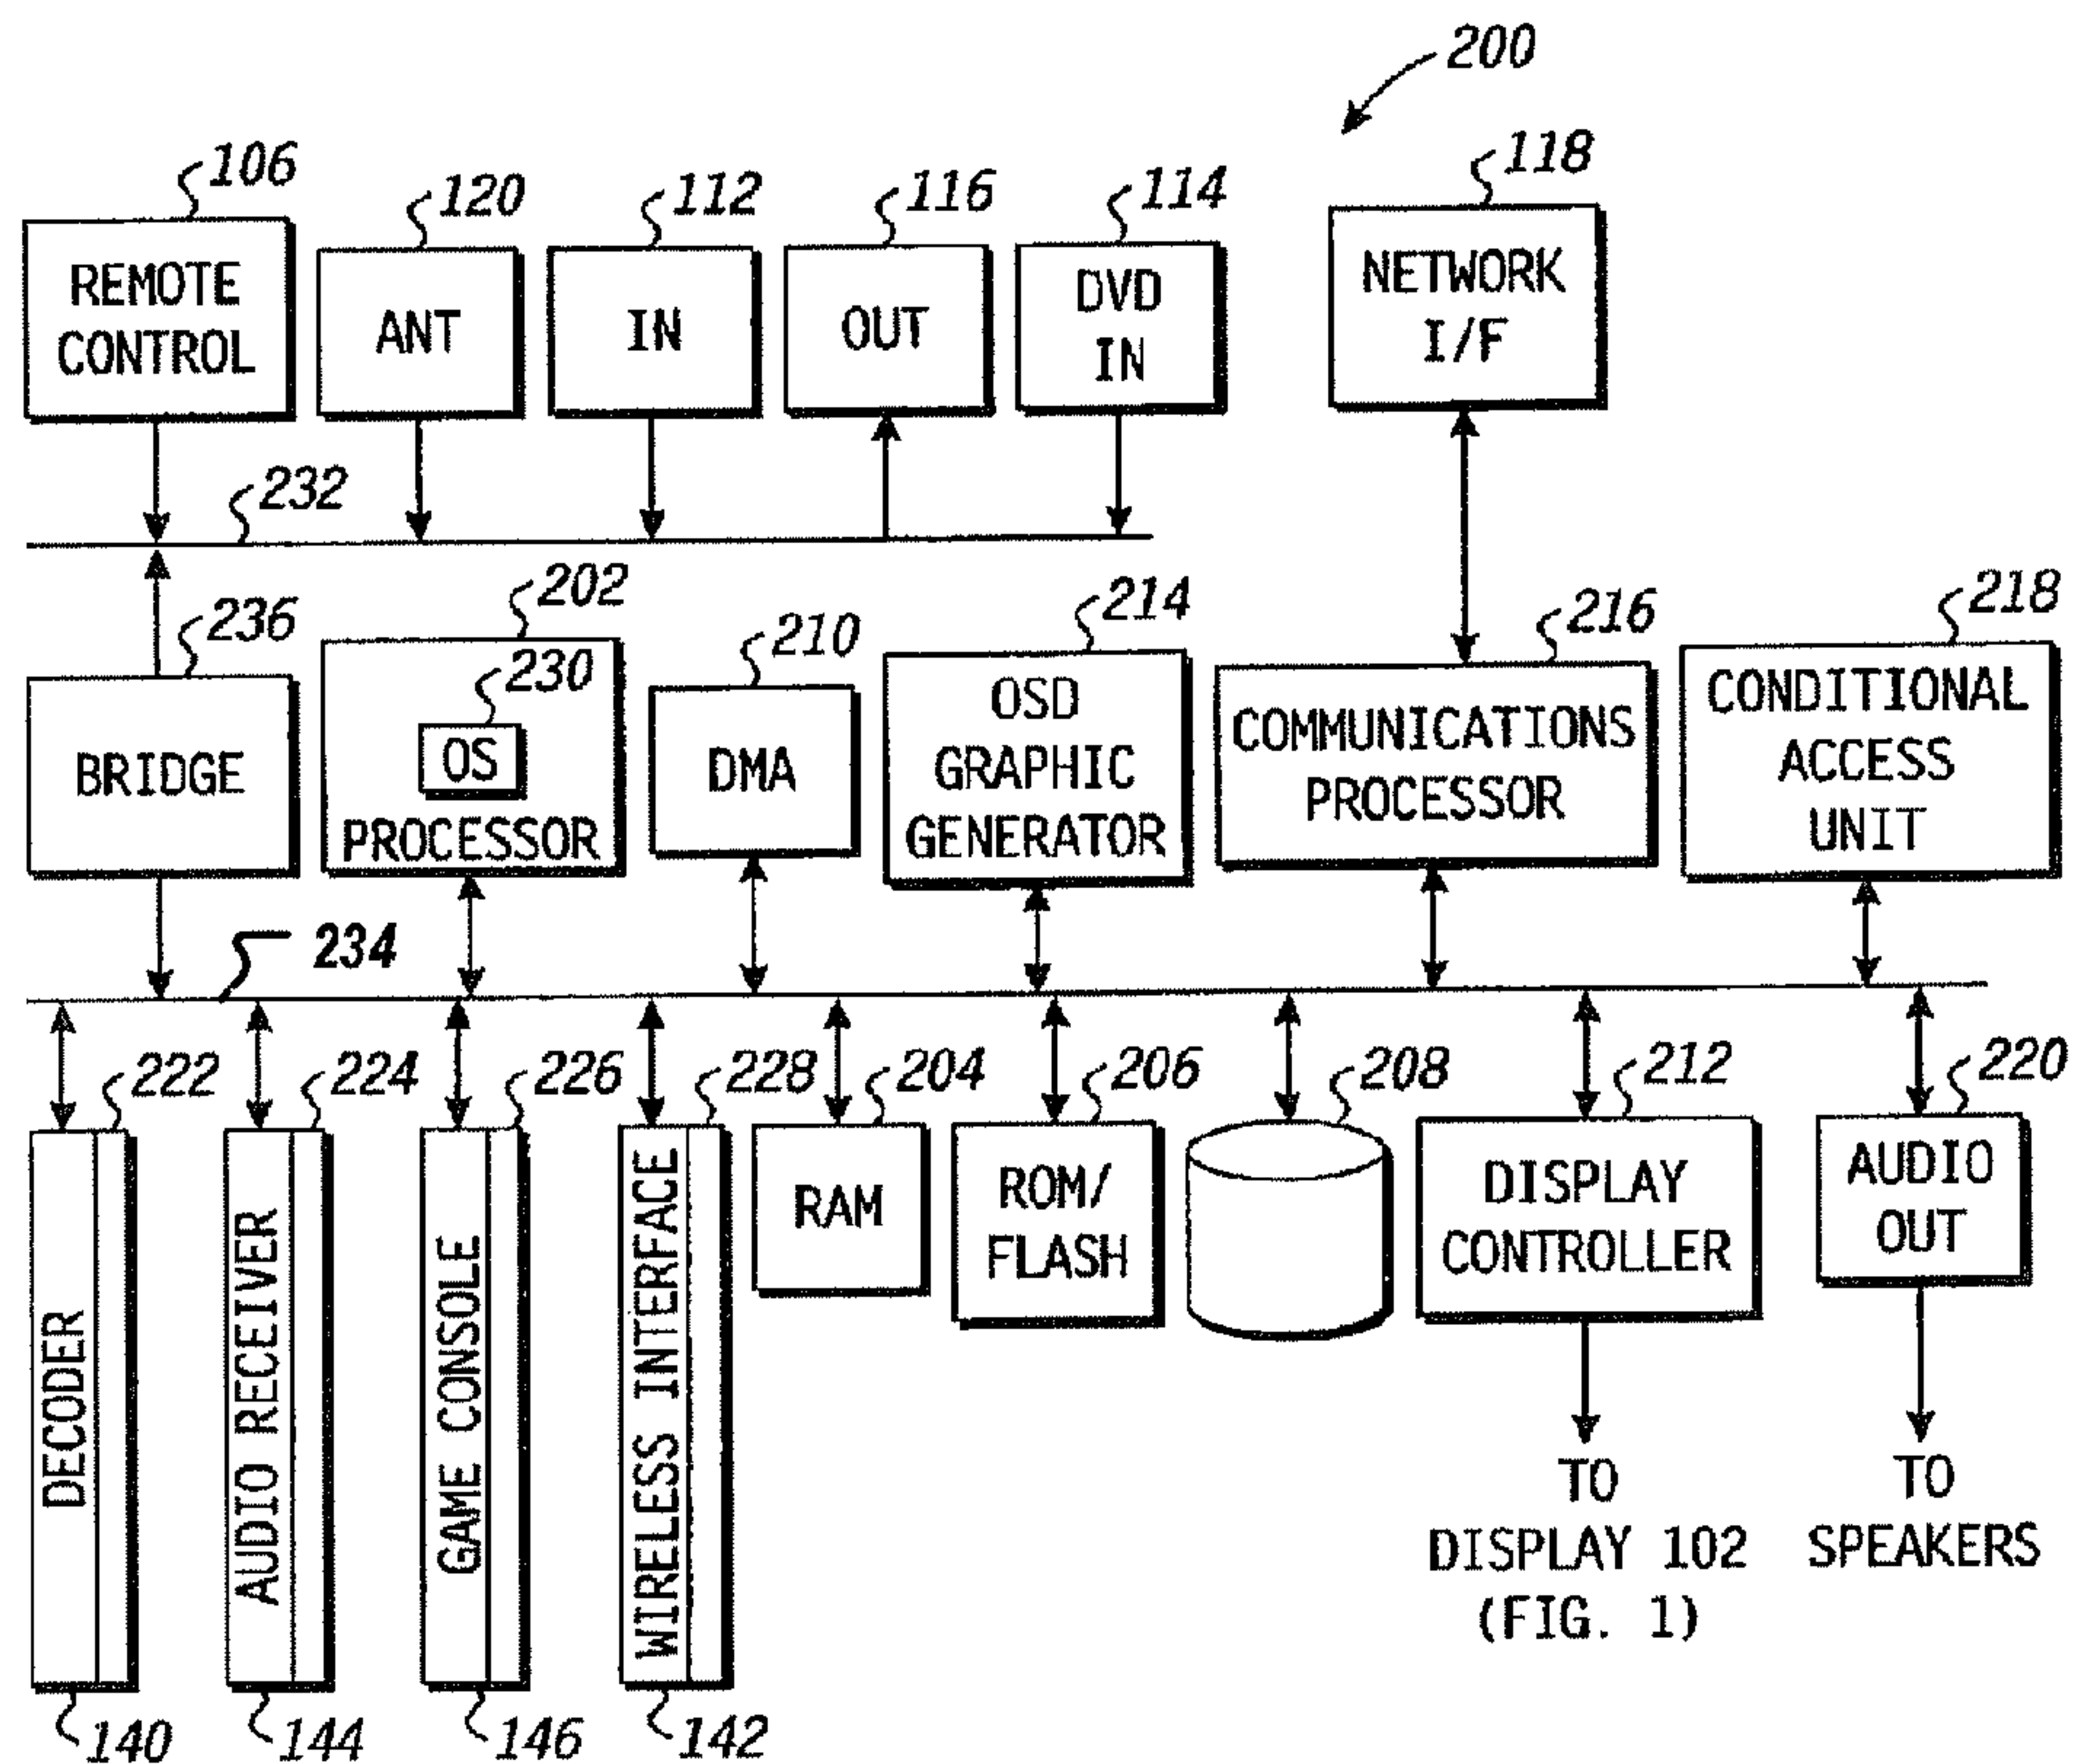 200
106
120
112
116
114
118
REMOTE
CONTROL
ANT
IN
OUT
DVD
IN
NETWORK
I/F
232
236
202
230
210
214
216
218
BRIDGE
OS
PROCESSOR
DMA
OSD
GRAPHIC
GENERATOR
COMMUNICATIONS
PROCESSOR
CONDITIONAL
ACCESS
UNIT
234
222
224
226
228
204
206
208
212
220
DECODER
AUDIO RECEIVER
GAME CONSOLE
WIRELESS INTERFACE
RAM
ROM/
FLASH
DISPLAY
CONTROLLER
AUDIO
OUT
TO
DISPLAY 102
(FIG. 1)
TO
SPEAKERS
140
144
146
142